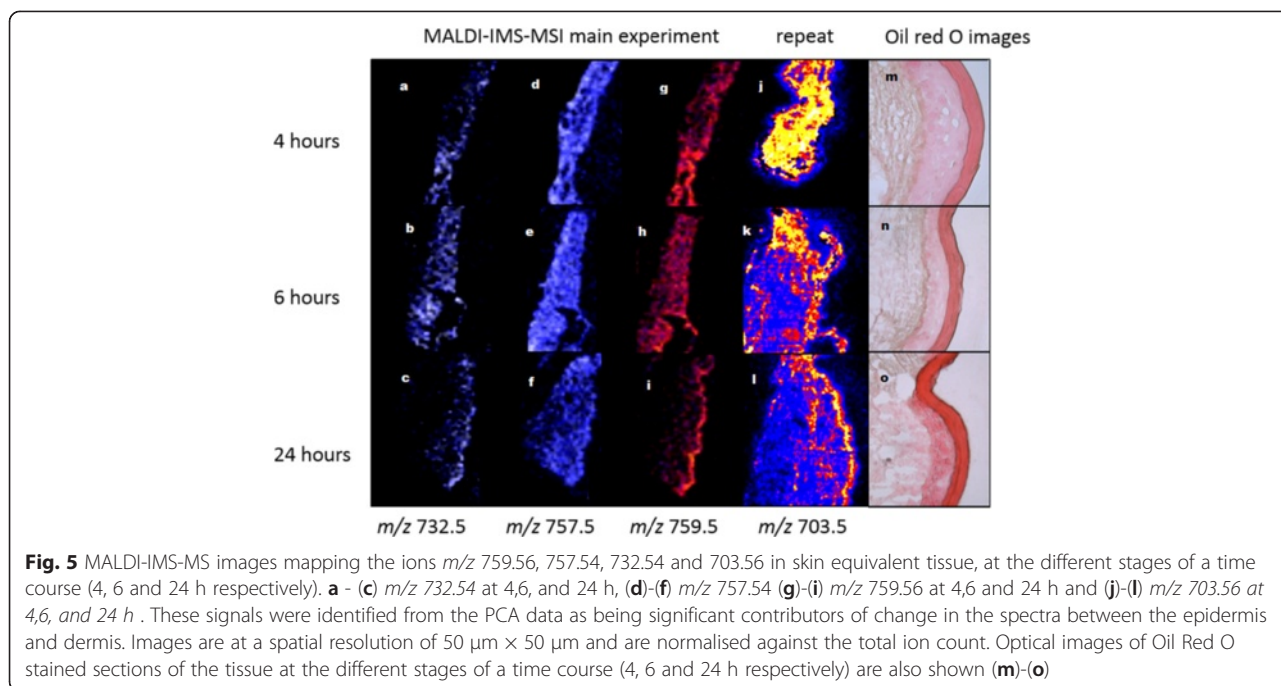 MALDI-IMS-MSI main experiment repeat Oil red O images
4 hours
a d g j m
6 hours
b e h k n
24 hours
c f i l o
m/z 732.5 m/z 757.5 m/z 759.5 m/z 703.5
Fig. 5 MALDI-IMS-MS images mapping the ions m/z 759.56, 757.54, 732.54 and 703.56 in skin equivalent tissue, at the different stages of a time
course (4, 6 and 24 h respectively). a - (c) m/z 732.54 at 4,6, and 24 h, (d)-(f) m/z 757.54 (g)-(i) m/z 759.56 at 4,6 and 24 h and (j)-(l) m/z 703.56 at
4,6, and 24 h . These signals were identified from the PCA data as being significant contributors of change in the spectra between the epidermis
and dermis. Images are at a spatial resolution of 50 μm × 50 μm and are normalised against the total ion count. Optical images of Oil Red O
stained sections of the tissue at the different stages of a time course (4, 6 and 24 h respectively) are also shown (m)-(o)